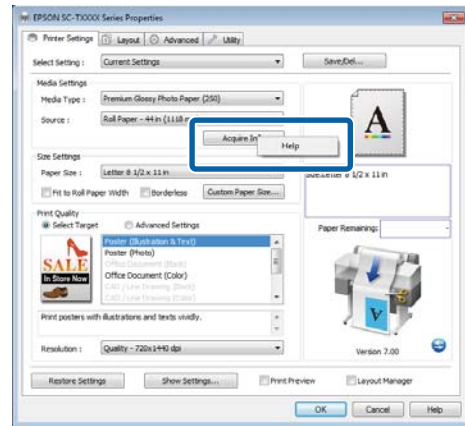 EPSON SC-TXXXX Series Properties
Printer Settings Layout Advanced Utility
Select Setting : Current Settings Save/Del...
Media Settings
Media Type : Premium Glossy Photo Paper (250)
Source : Roll Paper - 44 in (1118
Acquire
Help
A
Size Settings
Paper Size : Letter 8 1/2 x 11 in
Size:Letter 8 1/2 x 11 in
Fit to Roll Paper Width Borderless Custom Paper Size...
Print Quality
Select Target Advanced Settings
Paper Remaining: -
SALE
In Store Now
Poster (Illustration & Text)
Poster (Photo)
Office Document (Black)
Office Document (Color)
CAD / Line Drawing (Black)
CAD / Line Drawing (Color)
A
Print posters with illustrations and texts vividly.
Resolution : Quality - 720x1440 dpi
Version 7.00
Restore Settings Show Settings... Print Preview Layout Manager
OK Cancel Help